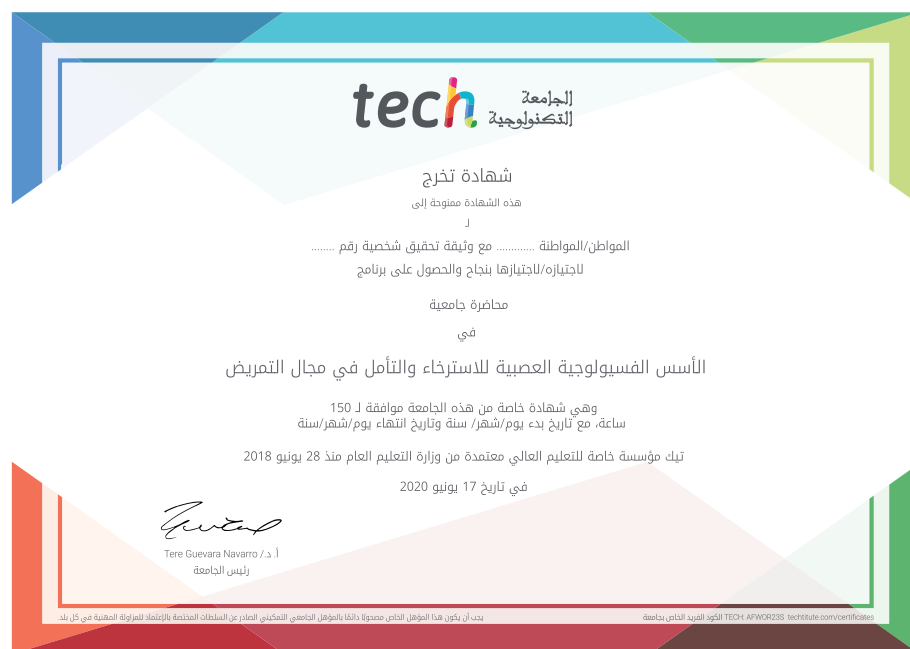 tech الجامعة
التكنولوجية
شهادة تخرج
هذه الشهادة ممنوحة إلى
لـ
المواطن/المواطنة ............. مع وثيقة تحقيق شخصية رقم ........
لاجتيازه/لاجتيازها بنجاح والحصول على برنامج
محاضرة جامعية
في
الأسس الفسيولوجية العصبية للاسترخاء والتأمل في مجال التمريض
وهي شهادة خاصة من هذه الجامعة موافقة لـ 150
ساعة، مع تاريخ بدء يوم/شهر/ سنة وتاريخ انتهاء يوم/شهر/سنة
تيك مؤسسة خاصة للتعليم العالي معتمدة من وزارة التعليم العام منذ 28 يونيو 2018
في تاريخ 17 يونيو 2020
أ. د./ Tere Guevara Navarro
رئيس الجامعة
الكود الفريد الخاص بجامعة TECH: AFWOR23S techtitute.com/certificates
يجب أن يكون هذا المؤهل الخاص مصحوبًا دائمًا بالمؤهل الجامعي التمكيني الصادر عن السلطات المختصة بالإعتماد للمزاولة المهنية في كل بلد.